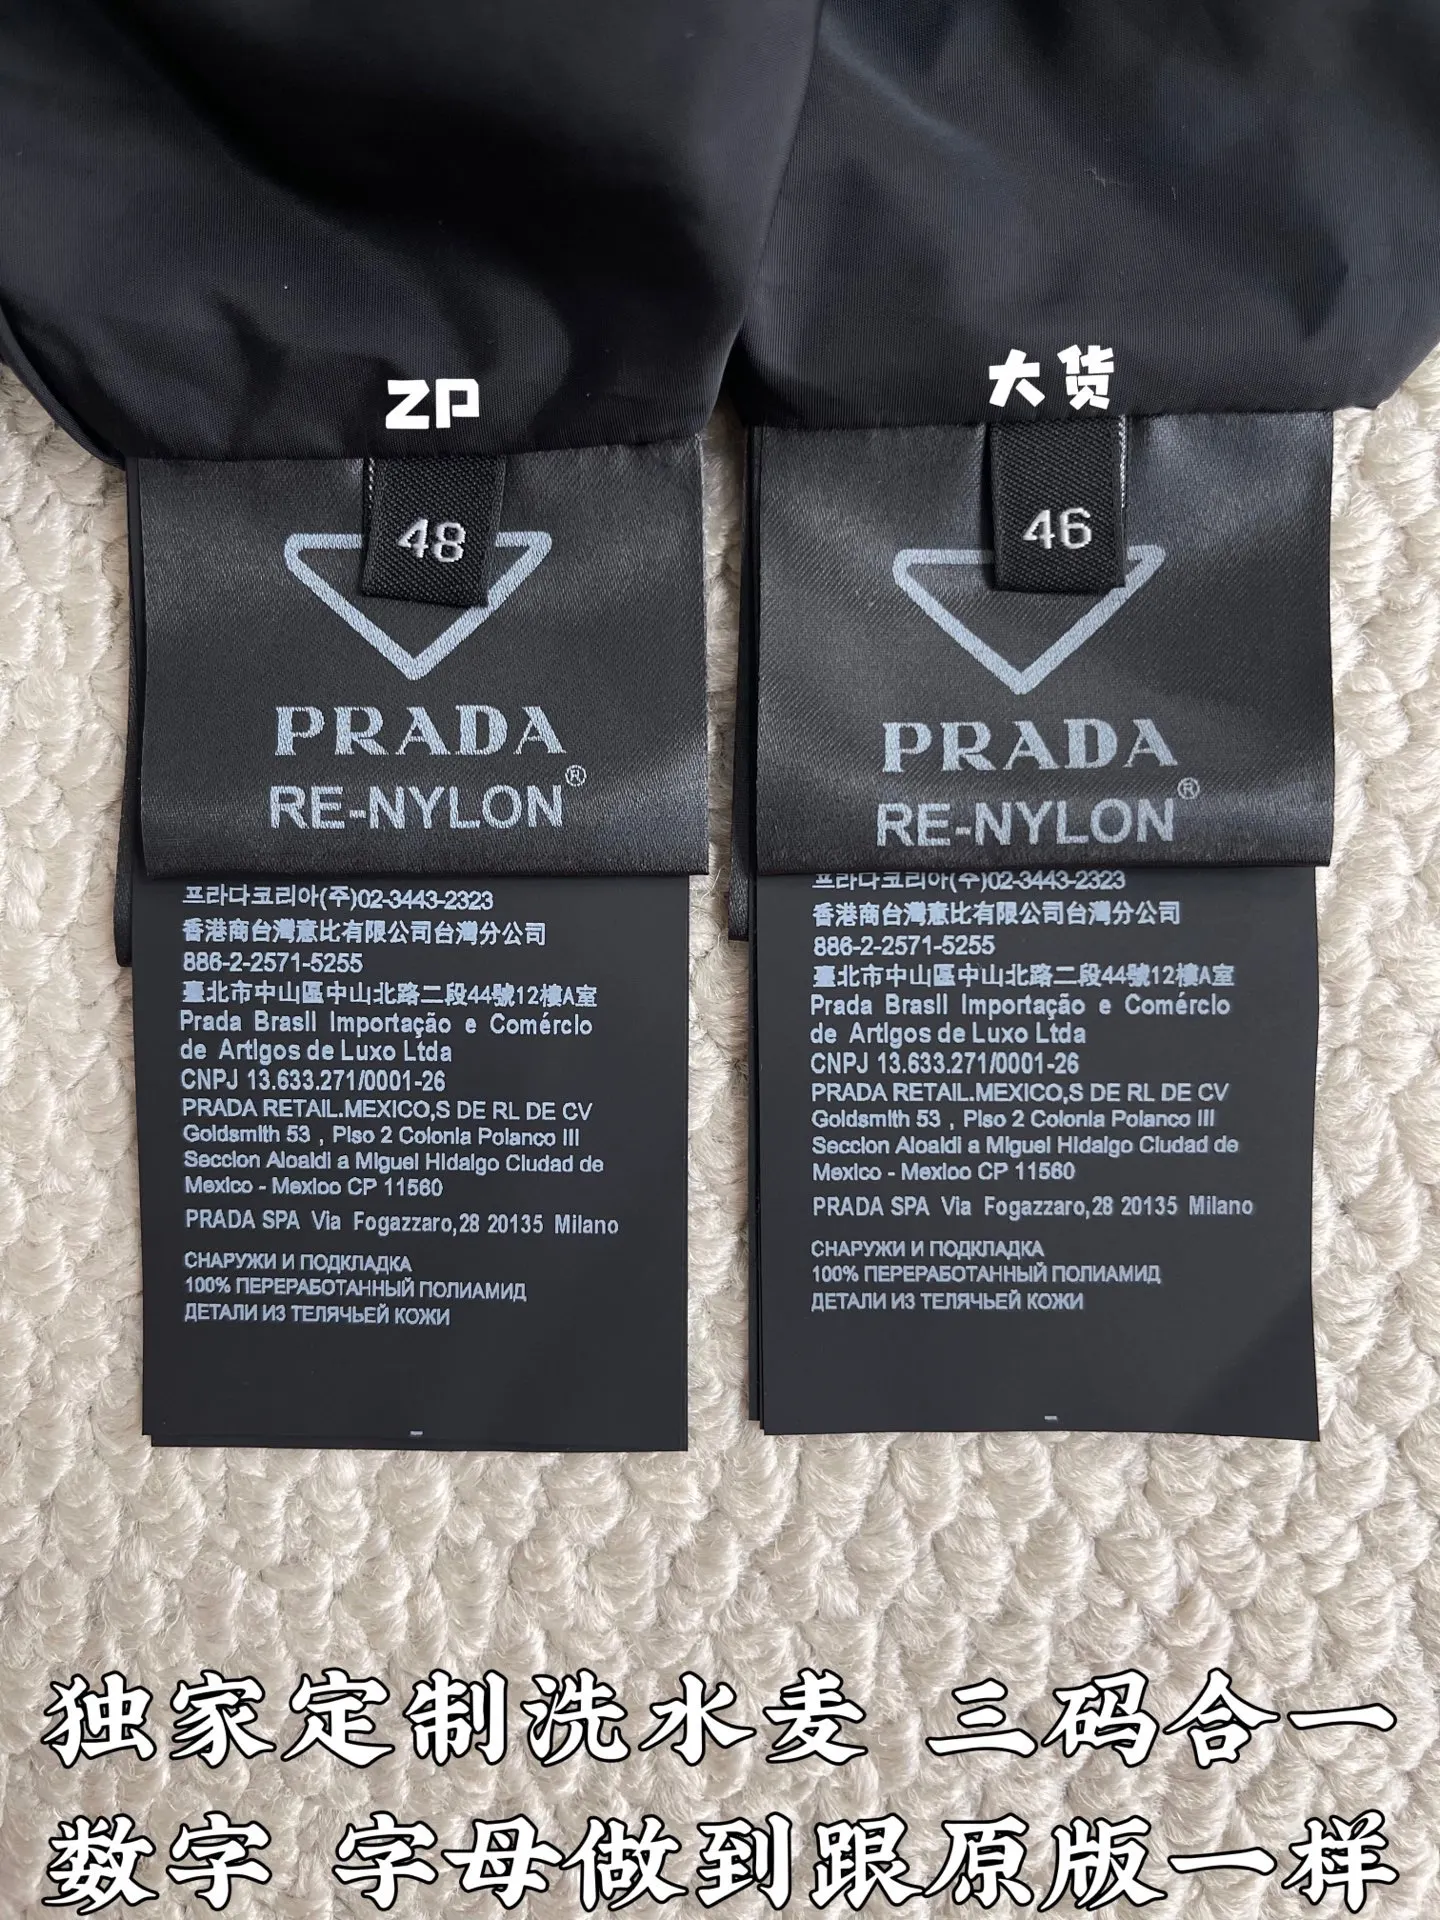 ZP
大货
48
PRADA
RE-NYLON®
프라다코리아(주)02-3443-2323
香港商台灣意比有限公司台灣分公司
886-2-2571-5255
臺北市中山區中山北路二段44號12樓A室
Prada BrasIl Importação e ComércIo
de ArtIgos de Luxo Ltda
CNPJ 13.633.271/0001-26
PRADA RETAIL.MEXICO,S DE RL DE CV
GoldsmIth 53 , PIso 2 ColonIa Polanco III
SeccIon AloaldI a MIguel HIdalgo CIudad de
MexIco - MexIoo CP 11560
PRADA SPA Via Fogazzaro,28 20135 Milano
СНАРУЖИ И ПОДКЛАДКА
100% ПЕРЕРАБОТАННЫЙ ПОЛИАМИД
ДЕТАЛИ ИЗ ТЕЛЯЧЬЕЙ КОЖИ
46
PRADA
RE-NYLON®
프라다코리아(주)02-3443-2323
香港商台灣意比有限公司台灣分公司
886-2-2571-5255
臺北市中山區中山北路二段44號12樓A室
Prada BrasIl Importação e ComércIo
de ArtIgos de Luxo Ltda
CNPJ 13.633.271/0001-26
PRADA RETAIL.MEXICO,S DE RL DE CV
GoldsmIth 53 , PIso 2 ColonIa Polanco III
SeccIon AloaldI a MIguel HIdalgo CIudad de
MexIco - MexIco CP 11560
PRADA SPA Via Fogazzaro,28 20135 Milano
СНАРУЖИ И ПОДКЛАДКА
100% ПЕРЕРАБОТАННЫЙ ПОЛИАМИД
ДЕТАЛИ ИЗ ТЕЛЯЧЬЕЙ КОЖИ
独家定制洗水麦 三码合一
数字 字母做到跟原版一样